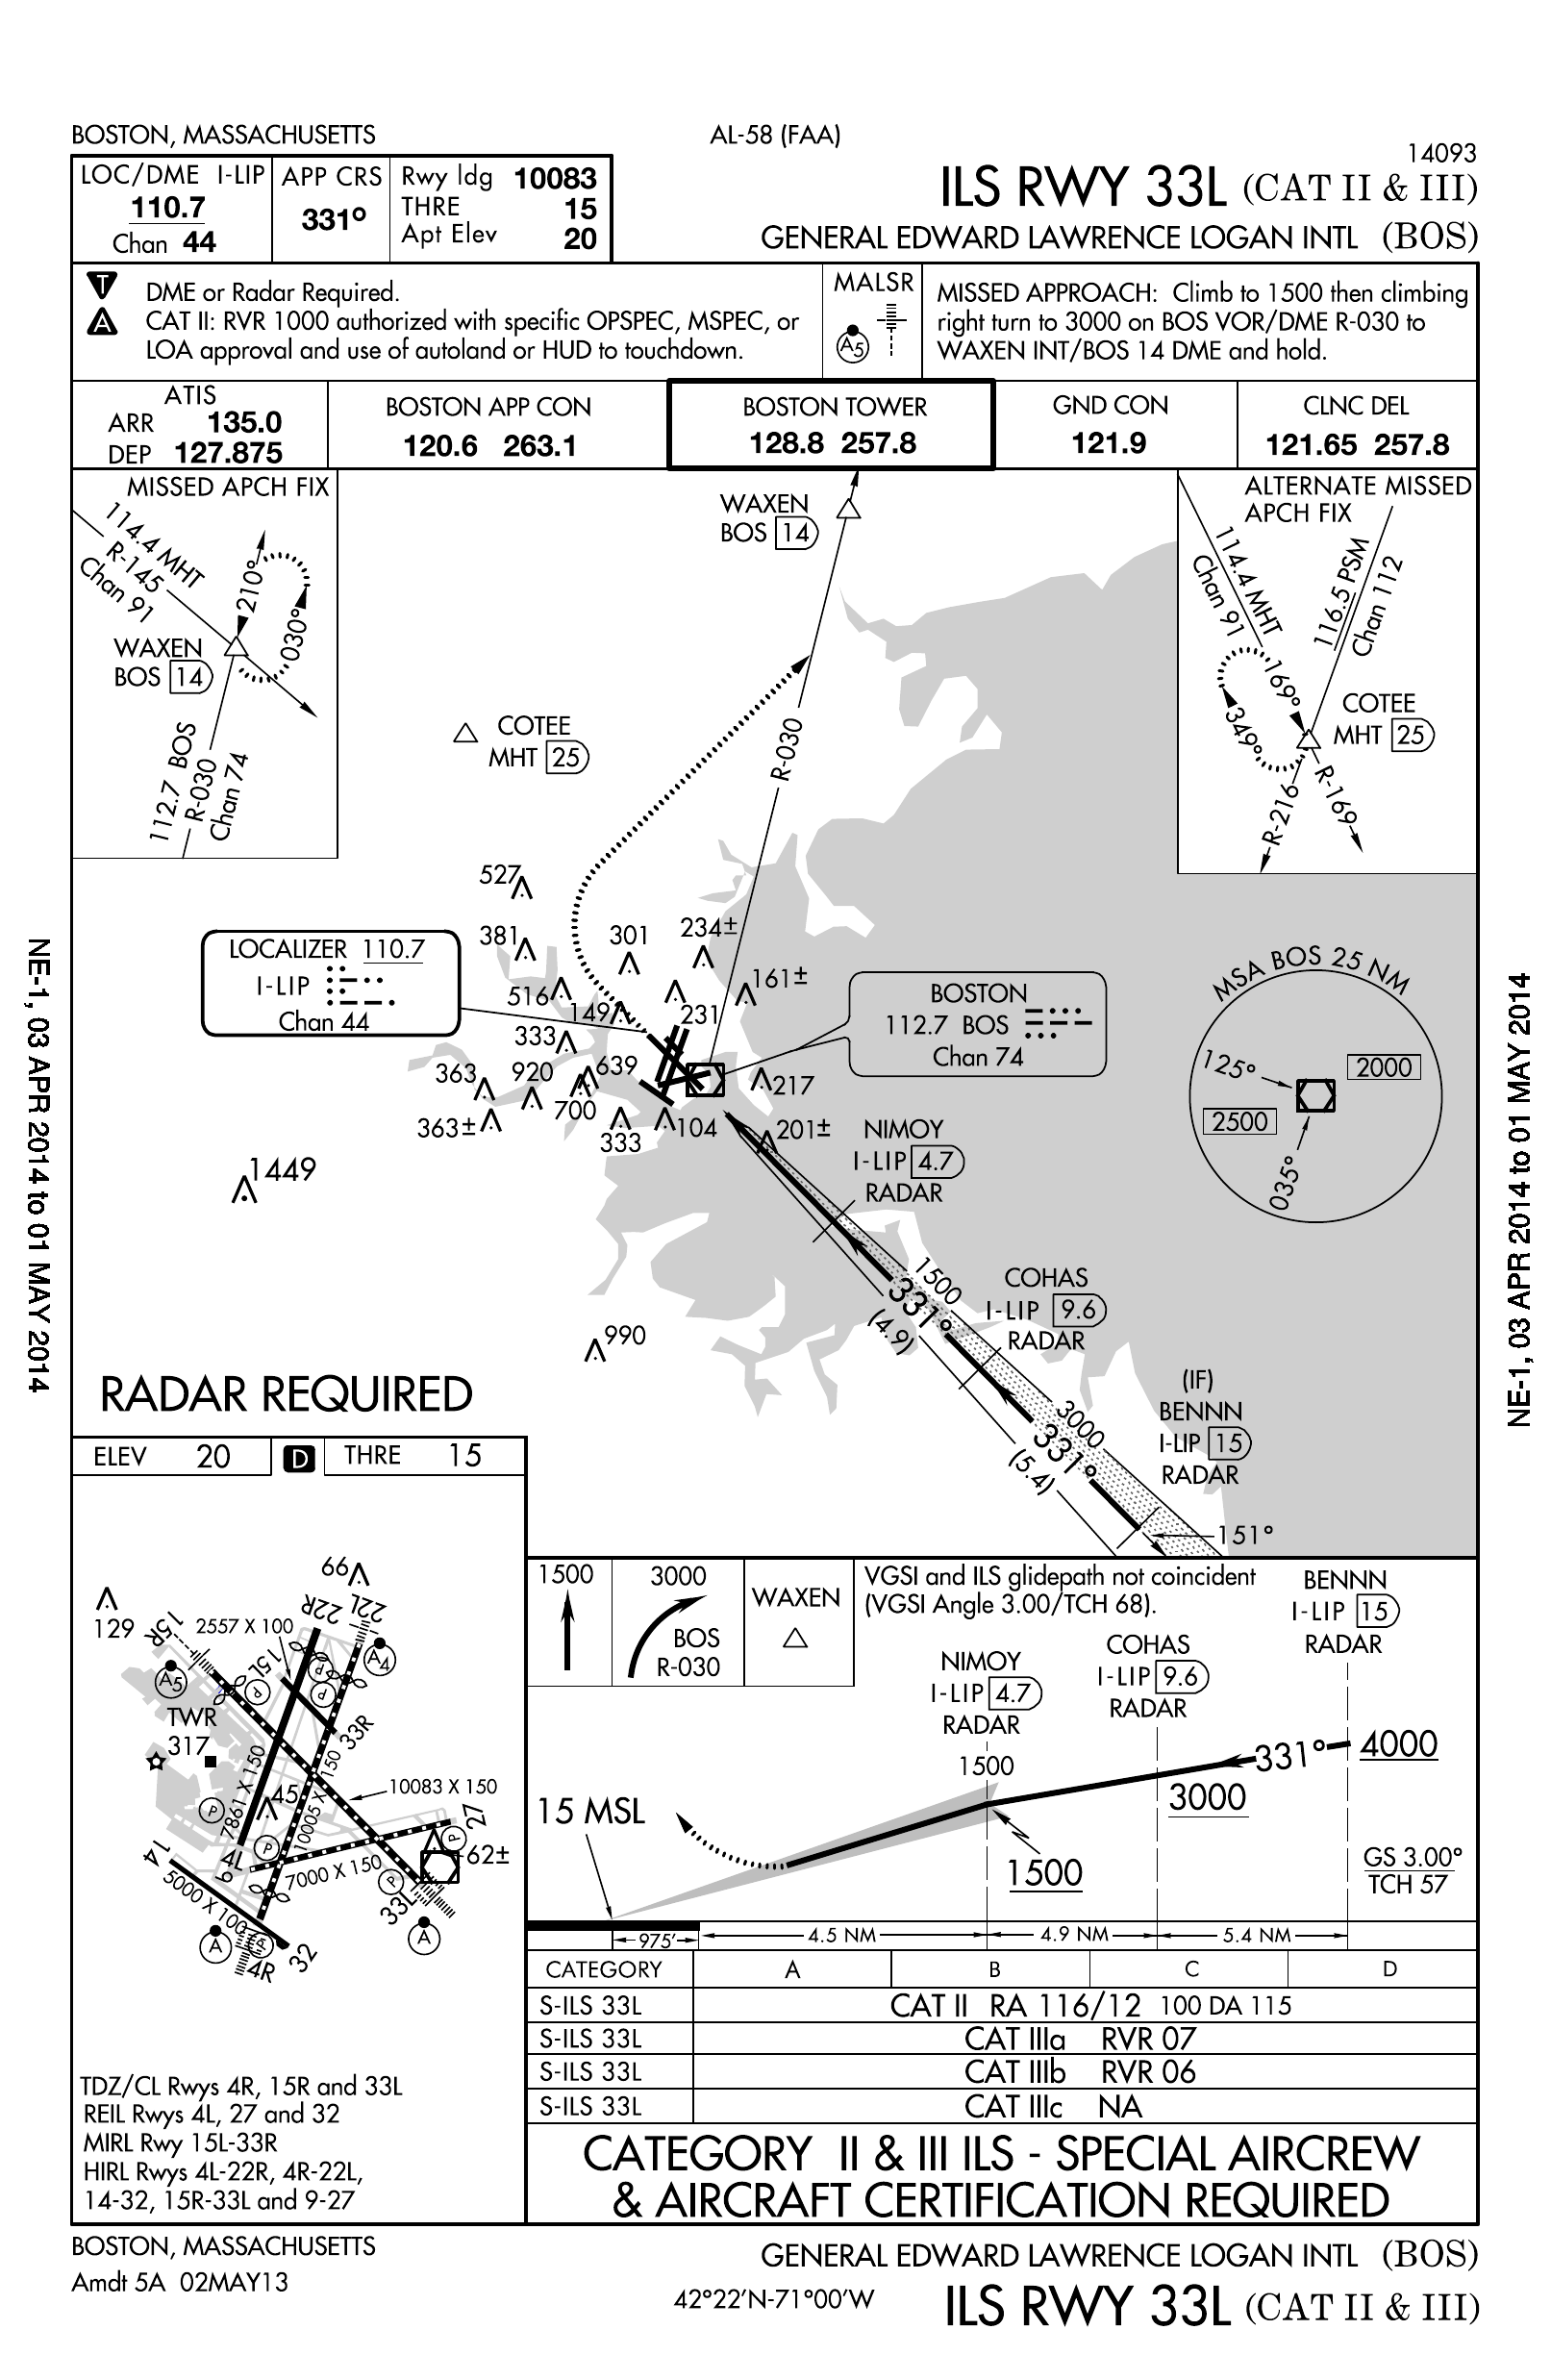 BOSTON, MASSACHUSETTS
AL-58 (FAA)
14093
LOC/DME I-LIP
110.7
Chan 44
APP CRS
331°
Rwy ldg 10083
THRE 15
Apt Elev 20
ILS RWY 33L (CAT II & III)
GENERAL EDWARD LAWRENCE LOGAN INTL (BOS)
T
A
DME or Radar Required.
CAT II: RVR 1000 authorized with specific OPSPEC, MSPEC, or
LOA approval and use of autoland or HUD to touchdown.
MALSR
A5
MISSED APPROACH: Climb to 1500 then climbing
right turn to 3000 on BOS VOR/DME R-030 to
WAXEN INT/BOS 14 DME and hold.
ATIS
ARR 135.0
DEP 127.875
BOSTON APP CON
120.6 263.1
BOSTON TOWER
128.8 257.8
GND CON
121.9
CLNC DEL
121.65 257.8
MISSED APCH FIX
114.4 MHT
R-145
Chan 91
210°
030°
WAXEN
BOS 14
112.7 BOS
R-030
Chan 74
WAXEN
BOS 14
ALTERNATE MISSED
APCH FIX
114.4 MHT
Chan 91
116.5 PSM
Chan 112
169°
349°
COTEE
MHT 25
R-216
R-169
COTEE
MHT 25
R-030
527
381
301
234±
516
149
161±
231
333
363
920
639
700
217
363±
333
104
201±
1449
990
LOCALIZER 110.7
I-LIP
Chan 44
BOSTON
112.7 BOS
Chan 74
MSA BOS 25 NM
125°
2000
2500
035°
NIMOY
I-LIP 4.7
RADAR
1500
331°
(4.9)
COHAS
I-LIP 9.6
RADAR
3000
331°
(5.4)
(IF)
BENNN
I-LIP 15
RADAR
151°
RADAR REQUIRED
NE-1, 03 APR 2014 to 01 MAY 2014
NE-1, 03 APR 2014 to 01 MAY 2014
ELEV 20
D
THRE 15
66
129
15R
2557 X 100
22R
22L
A5
15L
P
P
P
A4
TWR
317
33R
7861 X 150
45
10005 X 150
10083 X 150
P
P
27
P
62±
4L
9
7000 X 150
P
33L
14
5000 X 100
A
P
4R
32
A
TDZ/CL Rwys 4R, 15R and 33L
REIL Rwys 4L, 27 and 32
MIRL Rwy 15L-33R
HIRL Rwys 4L-22R, 4R-22L,
14-32, 15R-33L and 9-27
1500
3000
BOS
R-030
WAXEN
VGSI and ILS glidepath not coincident
(VGSI Angle 3.00/TCH 68).
BENNN
I-LIP 15
RADAR
COHAS
I-LIP 9.6
RADAR
NIMOY
I-LIP 4.7
RADAR
1500
331°
4000
3000
15 MSL
1500
GS 3.00°
TCH 57
975'
4.5 NM
4.9 NM
5.4 NM
CATEGORY A B C D
S-ILS 33L CAT II RA 116/12 100 DA 115
S-ILS 33L CAT IIIa RVR 07
S-ILS 33L CAT IIIb RVR 06
S-ILS 33L CAT IIIc NA
CATEGORY II & III ILS - SPECIAL AIRCREW
& AIRCRAFT CERTIFICATION REQUIRED
BOSTON, MASSACHUSETTS
Amdt 5A 02MAY13
42°22'N-71°00'W
GENERAL EDWARD LAWRENCE LOGAN INTL (BOS)
ILS RWY 33L (CAT II & III)